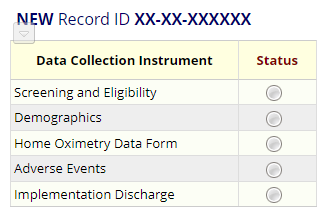 NEW Record ID XX-XX-XXXXXX
Data Collection Instrument Status
Screening and Eligibility
Demographics
Home Oximetry Data Form
Adverse Events
Implementation Discharge